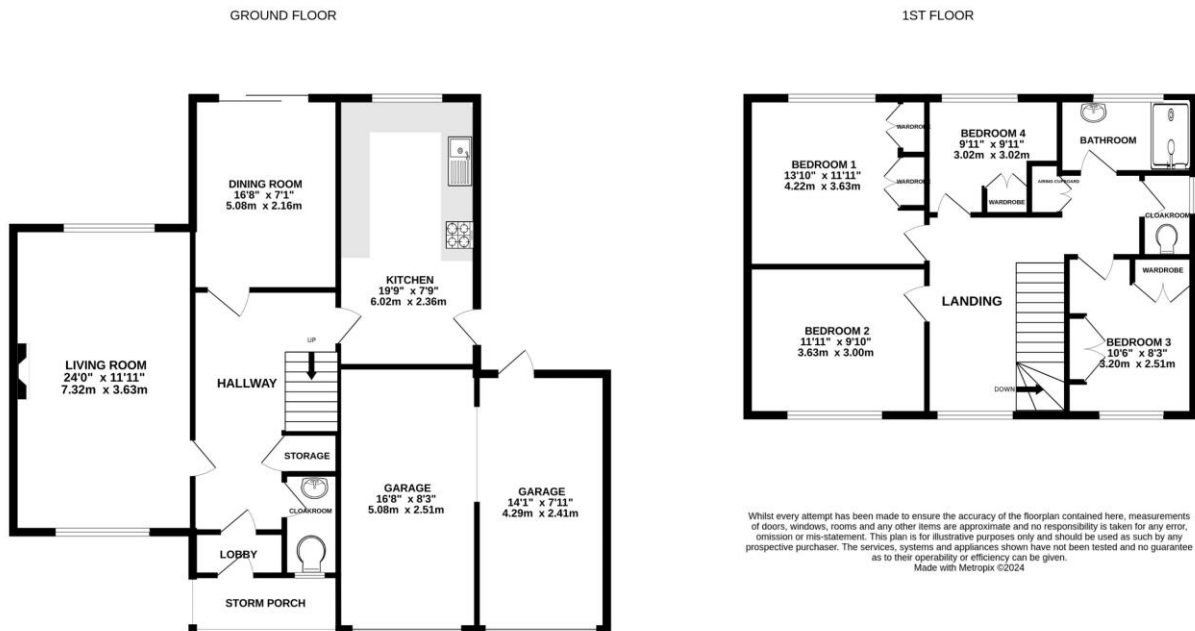 GROUND FLOOR
DINING ROOM
16'8" x 7'1"
5.08m x 2.16m
KITCHEN
19'9" x 7'9"
6.02m x 2.36m
LIVING ROOM
24'0" x 11'11"
7.32m x 3.63m
UP
HALLWAY
STORAGE
CLOAKROOM
LOBBY
STORM PORCH
GARAGE
16'8" x 8'3"
5.08m x 2.51m
GARAGE
14'1" x 7'11"
4.29m x 2.41m
1ST FLOOR
BEDROOM 1
13'10" x 11'11"
4.22m x 3.63m
WARDROBE
WARDROBE
BEDROOM 4
9'11" x 9'11"
3.02m x 3.02m
WARDROBE
BATHROOM
AIRING CUPBOARD
CLOAKROOM
LANDING
BEDROOM 2
11'11" x 9'10"
3.63m x 3.00m
WARDROBE
BEDROOM 3
10'6" x 8'3"
3.20m x 2.51m
DOWN
Whilst every attempt has been made to ensure the accuracy of the floorplan contained here, measurements
of doors, windows, rooms and any other items are approximate and no responsibility is taken for any error,
omission or mis-statement. This plan is for illustrative purposes only and should be used as such by any
prospective purchaser. The services, systems and appliances shown have not been tested and no guarantee
as to their operability or efficiency can be given.
Made with Metropix ©2024